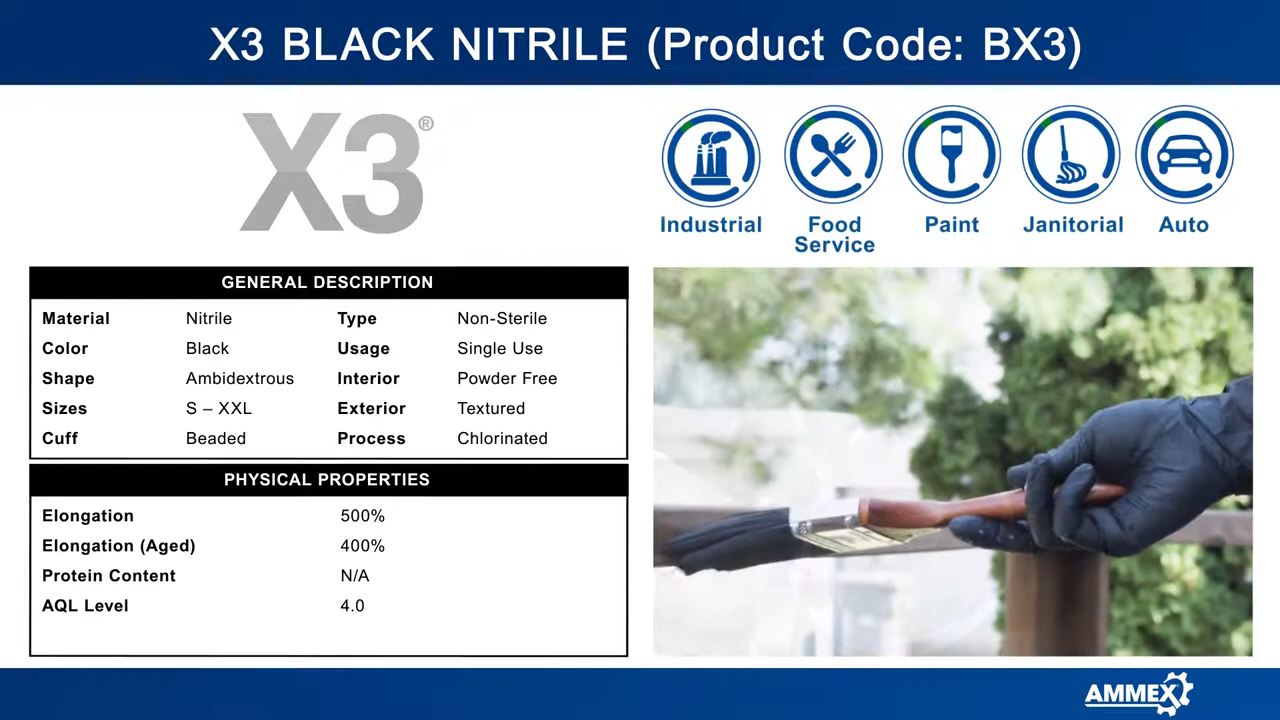 X3 BLACK NITRILE (Product Code: BX3)
X3®
Industrial
Food
Service
Paint
Janitorial
Auto
GENERAL DESCRIPTION
Material Nitrile Type Non-Sterile
Color Black Usage Single Use
Shape Ambidextrous Interior Powder Free
Sizes S – XXL Exterior Textured
Cuff Beaded Process Chlorinated
PHYSICAL PROPERTIES
Elongation 500%
Elongation (Aged) 400%
Protein Content N/A
AQL Level 4.0
AMMEX